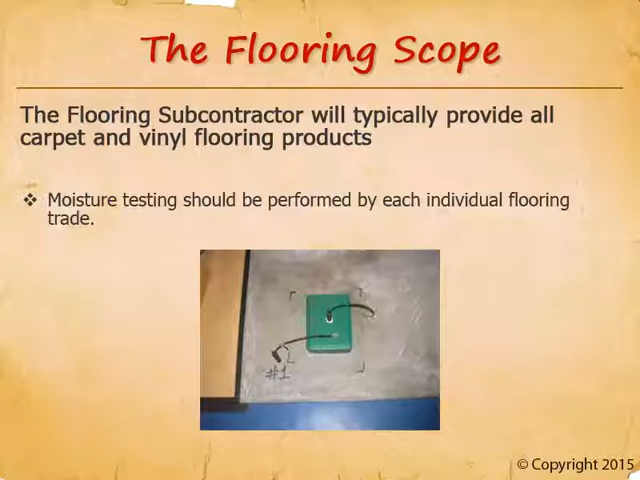 The Flooring Scope
The Flooring Subcontractor will typically provide all
carpet and vinyl flooring products
❖ Moisture testing should be performed by each individual flooring
trade.
#1
© Copyright 2015